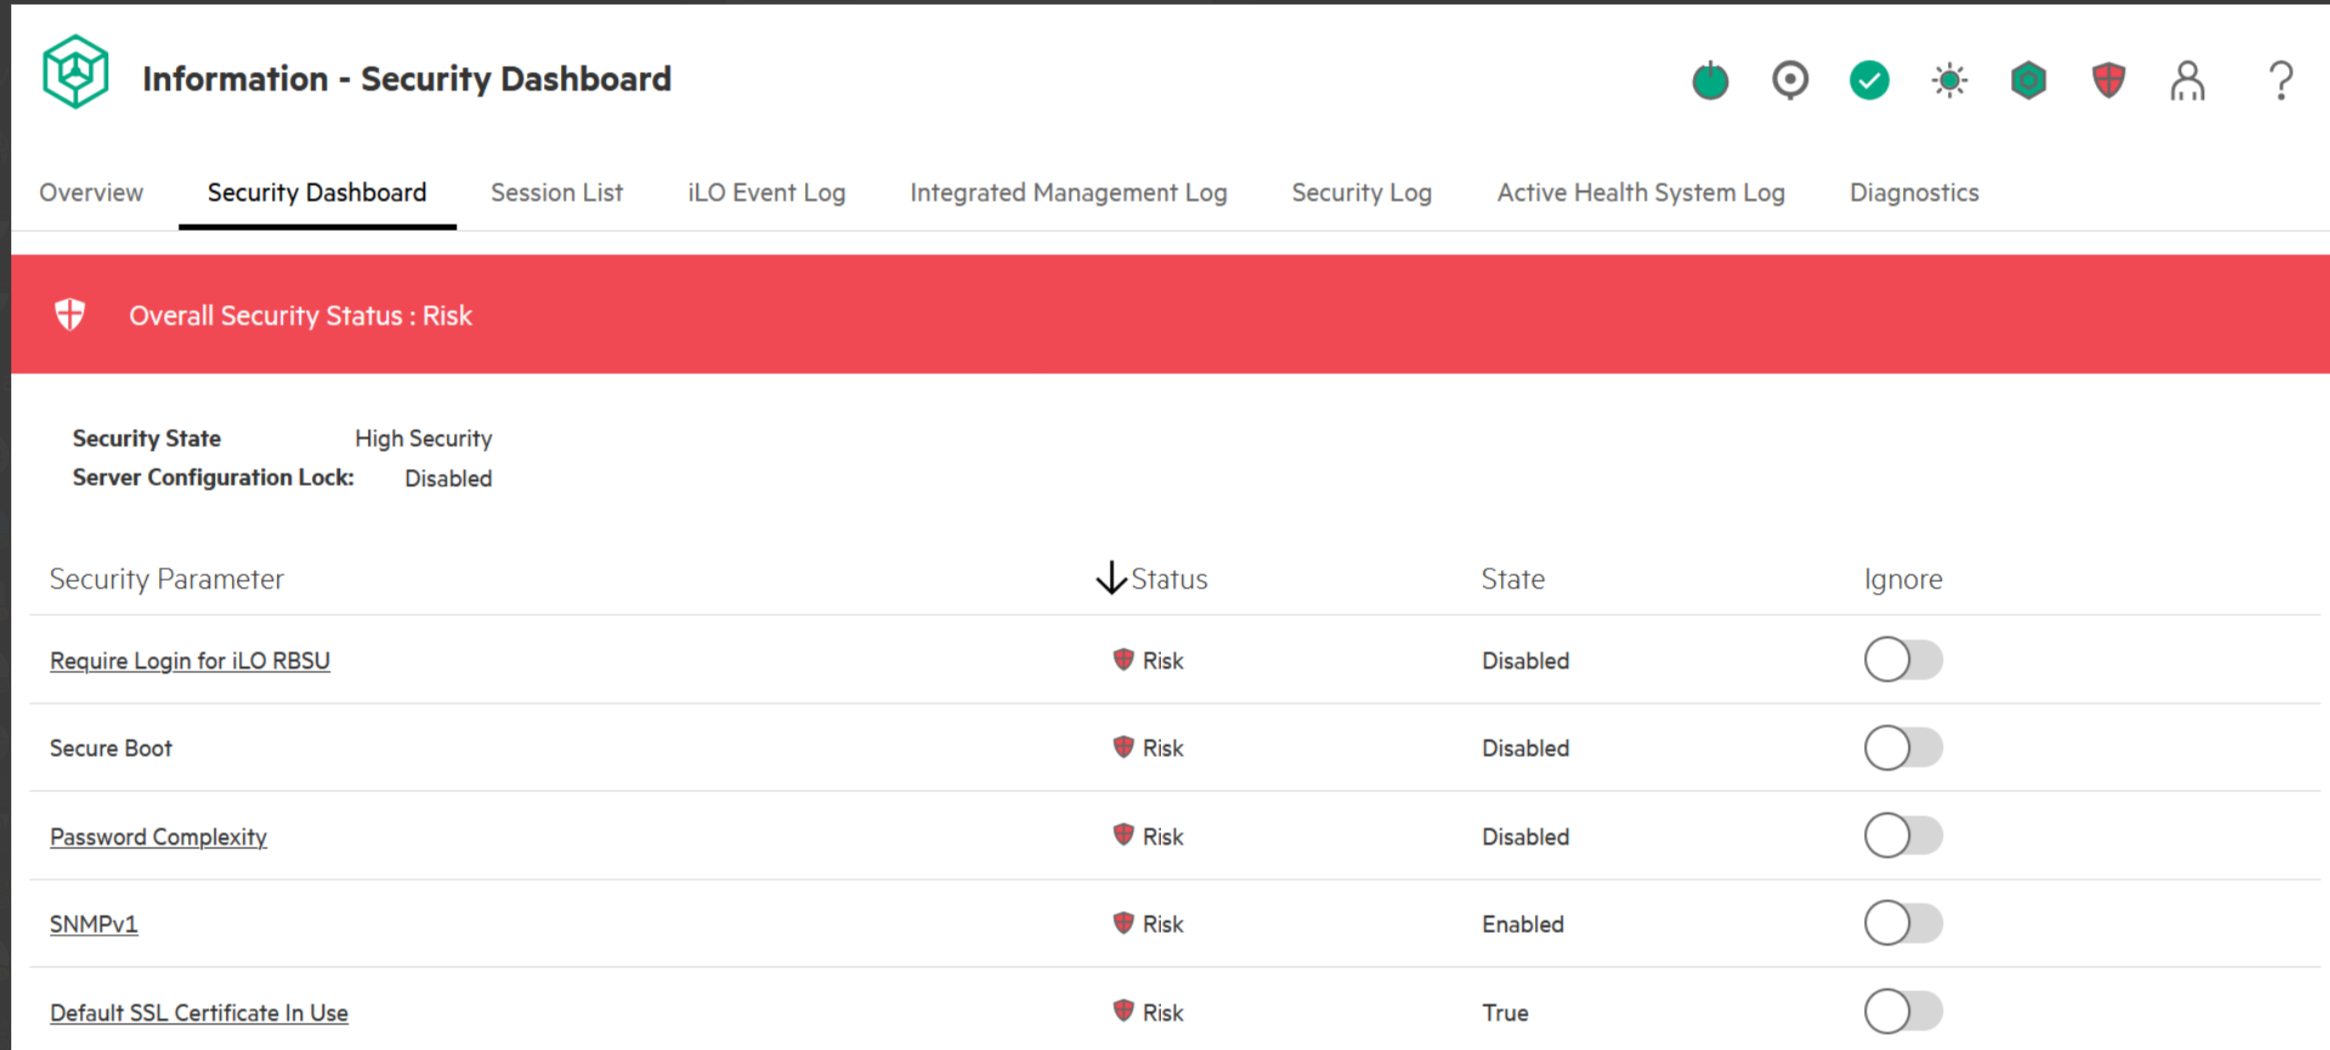 Information - Security Dashboard
Overview Security Dashboard Session List iLO Event Log Integrated Management Log Security Log Active Health System Log Diagnostics
Overall Security Status : Risk
Security State High Security
Server Configuration Lock: Disabled
Security Parameter Status State Ignore
Require Login for iLO RBSU Risk Disabled
Secure Boot Risk Disabled
Password Complexity Risk Disabled
SNMPv1 Risk Enabled
Default SSL Certificate In Use Risk True